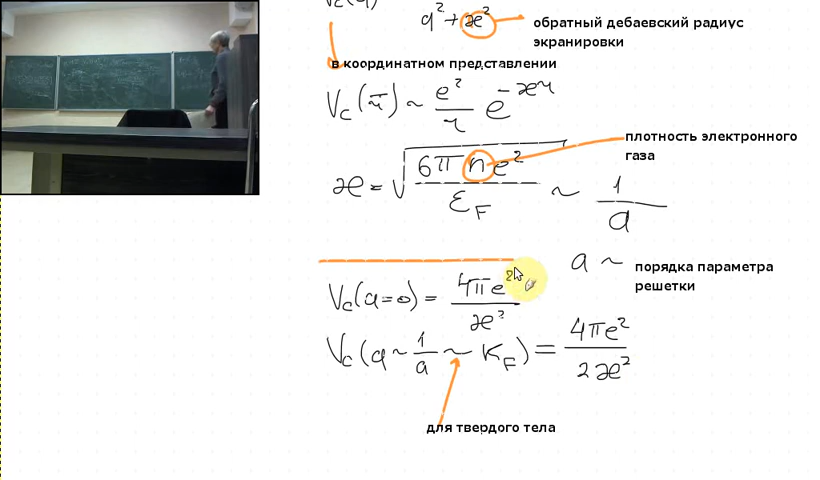 V_c(q)
q² + æ²
обратный дебаевский радиус
экранировки
в координатном представлении
V_c(r̄) ~ e²/r e^(-ær)
плотность электронного
газа
æ = √(6πne²/ε_F) ~ 1/a
a ~ порядка параметра
решетки
V_c(q=0) = 4πe²/æ²
V_c(q ~ 1/a ~ K_F) = 4πe²/2æ²
для твердого тела